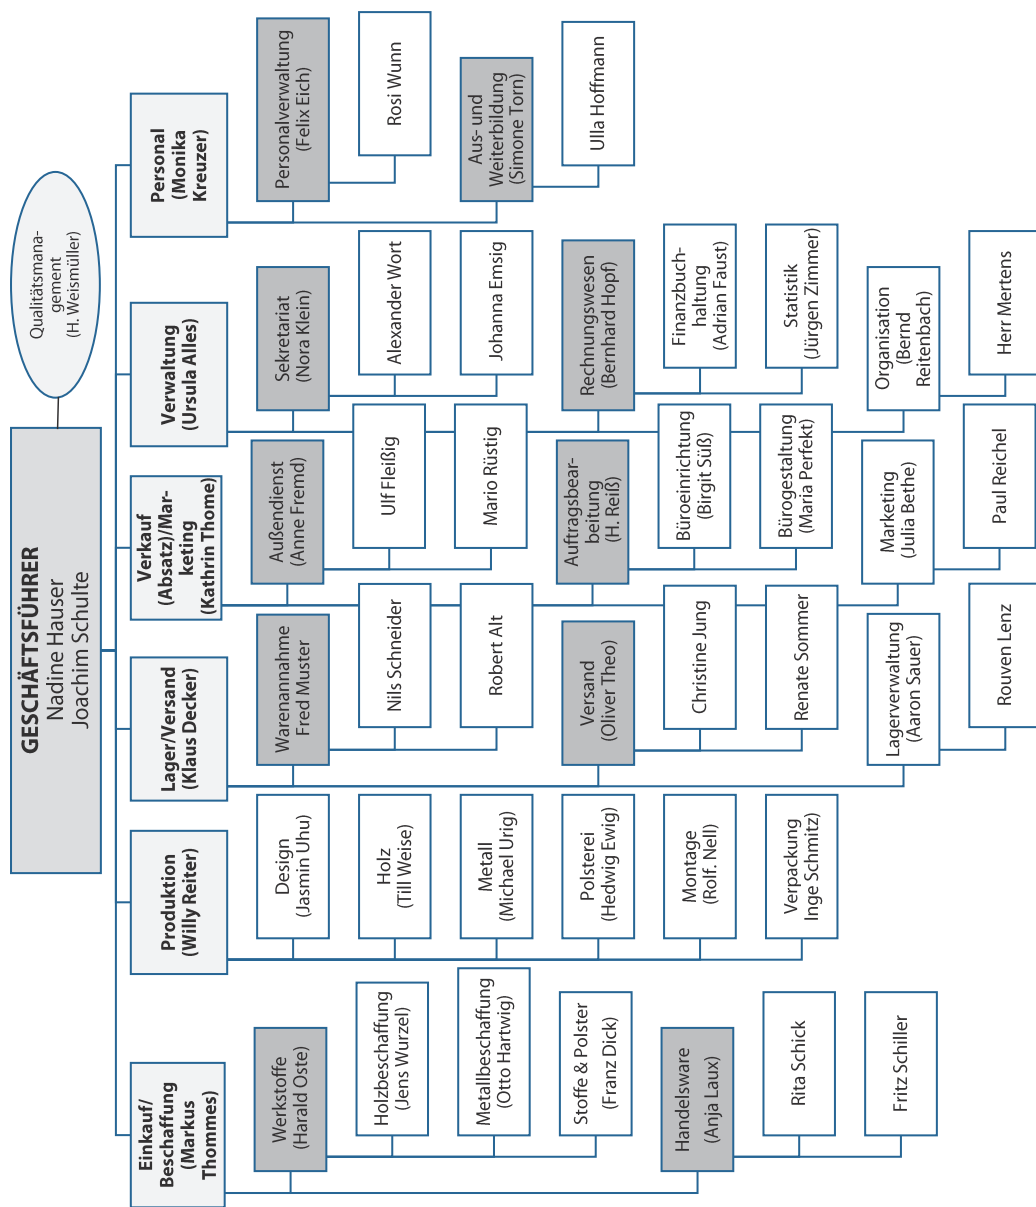 GESCHÄFTSFÜHRER
Nadine Hauser
Joachim Schulte
Qualitätsmana-
gement
(H. Weismüller)
Einkauf/
Beschaffung
(Markus
Thommes)
Werkstoffe
(Harald Oste)
Holzbeschaffung
(Jens Wurzel)
Metallbeschaffung
(Otto Hartwig)
Stoffe & Polster
(Franz Dick)
Handelsware
(Anja Laux)
Rita Schick
Fritz Schiller
Produktion
(Willy Reiter)
Design
(Jasmin Uhu)
Holz
(Till Weise)
Metall
(Michael Urig)
Polsterei
(Hedwig Ewig)
Montage
(Rolf. Nell)
Verpackung
Inge Schmitz)
Lager/Versand
(Klaus Decker)
Warenannahme
Fred Muster
Nils Schneider
Robert Alt
Versand
(Oliver Theo)
Christine Jung
Renate Sommer
Lagerverwaltung
(Aaron Sauer)
Rouven Lenz
Verkauf
(Absatz)/Mar-
keting
(Kathrin Thome)
Außendienst
(Anne Fremd)
Ulf Fleißig
Mario Rüstig
Auftragsbear-
beitung
(H. Reiß)
Büroeinrichtung
(Birgit Süß)
Bürogestaltung
(Maria Perfekt)
Marketing
(Julia Bethe)
Paul Reichel
Verwaltung
(Ursula Alles)
Sekretariat
(Nora Klein)
Alexander Wort
Johanna Emsig
Rechnungswesen
(Bernhard Hopf)
Finanzbuch-
haltung
(Adrian Faust)
Statistik
(Jürgen Zimmer)
Organisation
(Bernd
Reitenbach)
Herr Mertens
Personal
(Monika
Kreuzer)
Personalverwaltung
(Felix Eich)
Rosi Wunn
Aus- und
Weiterbildung
(Simone Torn)
Ulla Hoffmann